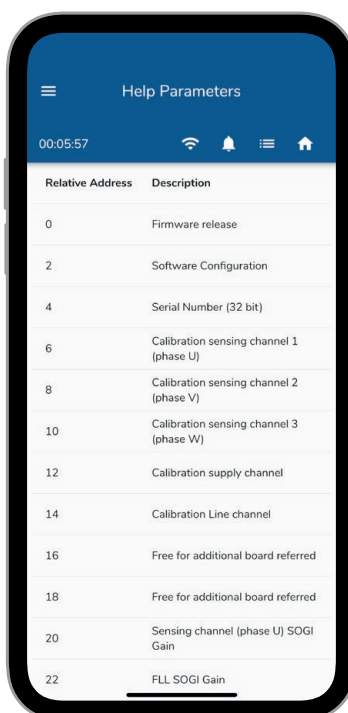 Help Parameters
00:05:57
Relative Address Description
0 Firmware release
2 Software Configuration
4 Serial Number (32 bit)
6 Calibration sensing channel 1
(phase U)
8 Calibration sensing channel 2
(phase V)
10 Calibration sensing channel 3
(phase W)
12 Calibration supply channel
14 Calibration Line channel
16 Free for additional board referred
18 Free for additional board referred
20 Sensing channel (phase U) SOGI
Gain
22 FLL SOGI Gain